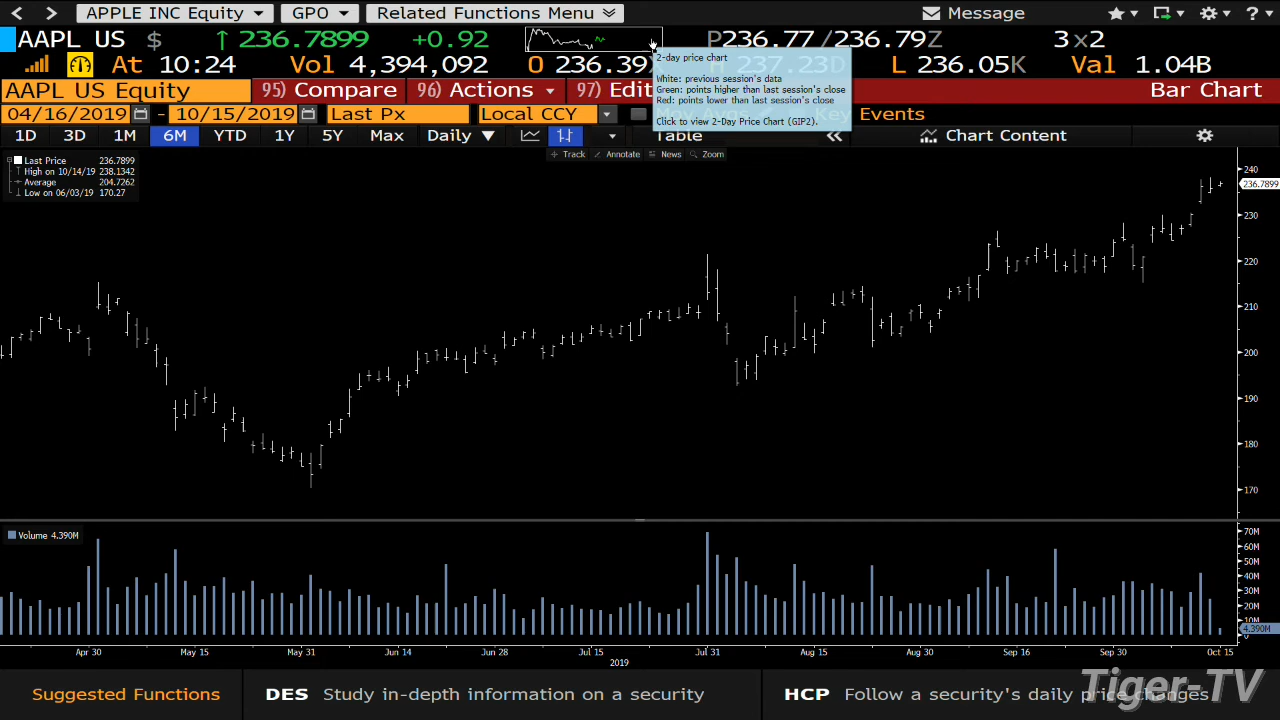 APPLE INC Equity GPO Related Functions Menu Message ?
AAPL US $ ↑ 236.7899 +0.92 P236.77 /236.79Z 3×2
At 10:24 Vol 4,394,092 O 236.39 H 237.23D L 236.05K Val 1.04B
2-day price chart
White: previous session's data
Green: points higher than last session's close
Red: points lower than last session's close
Click to view 2-Day Price Chart (GIP2).
AAPL US Equity 95) Compare 96) Actions 97) Edit Bar Chart
04/16/2019 - 10/15/2019 Last Px Local CCY Mov Avgs Key Events
1D 3D 1M 6M YTD 1Y 5Y Max Daily ▼ Table « Chart Content
+ Track Annotate News Zoom
Last Price 236.7899
High on 10/14/19 238.1342
Average 204.7262
Low on 06/03/19 170.27
240
236.7899
230
220
210
200
190
180
170
Volume 4.390M
70M
60M
50M
40M
30M
20M
10M
4.390M
0
Apr 30 May 15 May 31 Jun 14 Jun 28 Jul 15 Jul 31 Aug 15 Aug 30 Sep 16 Sep 30 Oct 15
2019
Suggested Functions DES Study in-depth information on a security HCP Follow a security's daily price changes
Tiger-TV